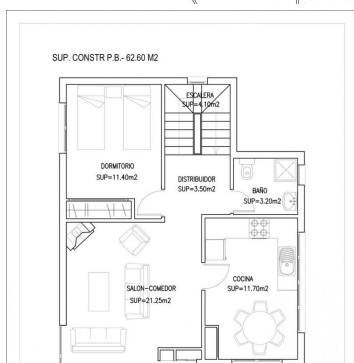 SUP. CONSTR P.B.- 62.60 M2
ESCALERA
SUP=4.10m2
DORMITORIO
SUP=11.40m2
DISTRIBUIDOR
SUP=3.50m2
BAÑO
SUP=3.20m2
SALON-COMEDOR
SUP=21.25m2
COCINA
SUP=11.70m2